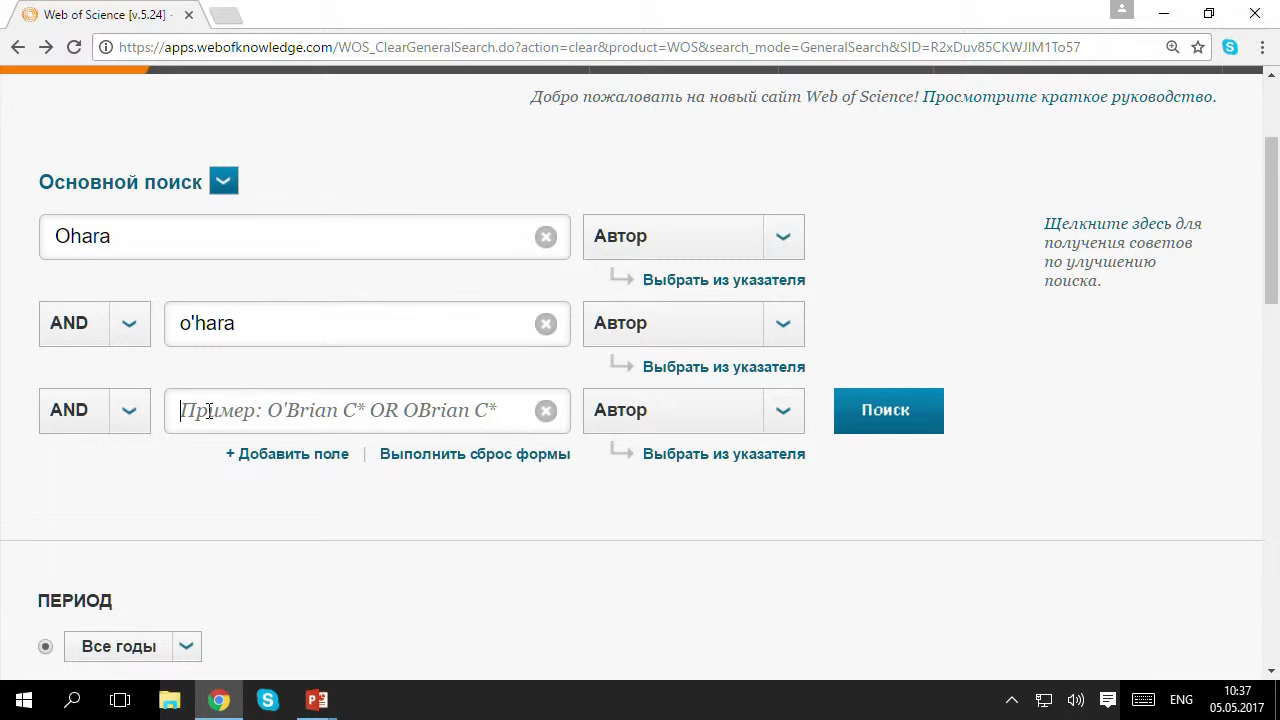 Web of Science [v.5.24] -
https://apps.webofknowledge.com/WOS_ClearGeneralSearch.do?action=clear&product=WOS&search_mode=GeneralSearch&SID=R2xDuv85CKWJIM1To57
Добро пожаловать на новый сайт Web of Science! Просмотрите краткое руководство.
Основной поиск
Ohara Автор
Щелкните здесь для
получения советов
по улучшению
поиска.
Выбрать из указателя
AND o'hara Автор
Выбрать из указателя
AND Пример: O'Brian C* OR OBrian C* Автор Поиск
+ Добавить поле | Выполнить сброс формы Выбрать из указателя
ПЕРИОД
Все годы
ENG 10:37
05.05.2017